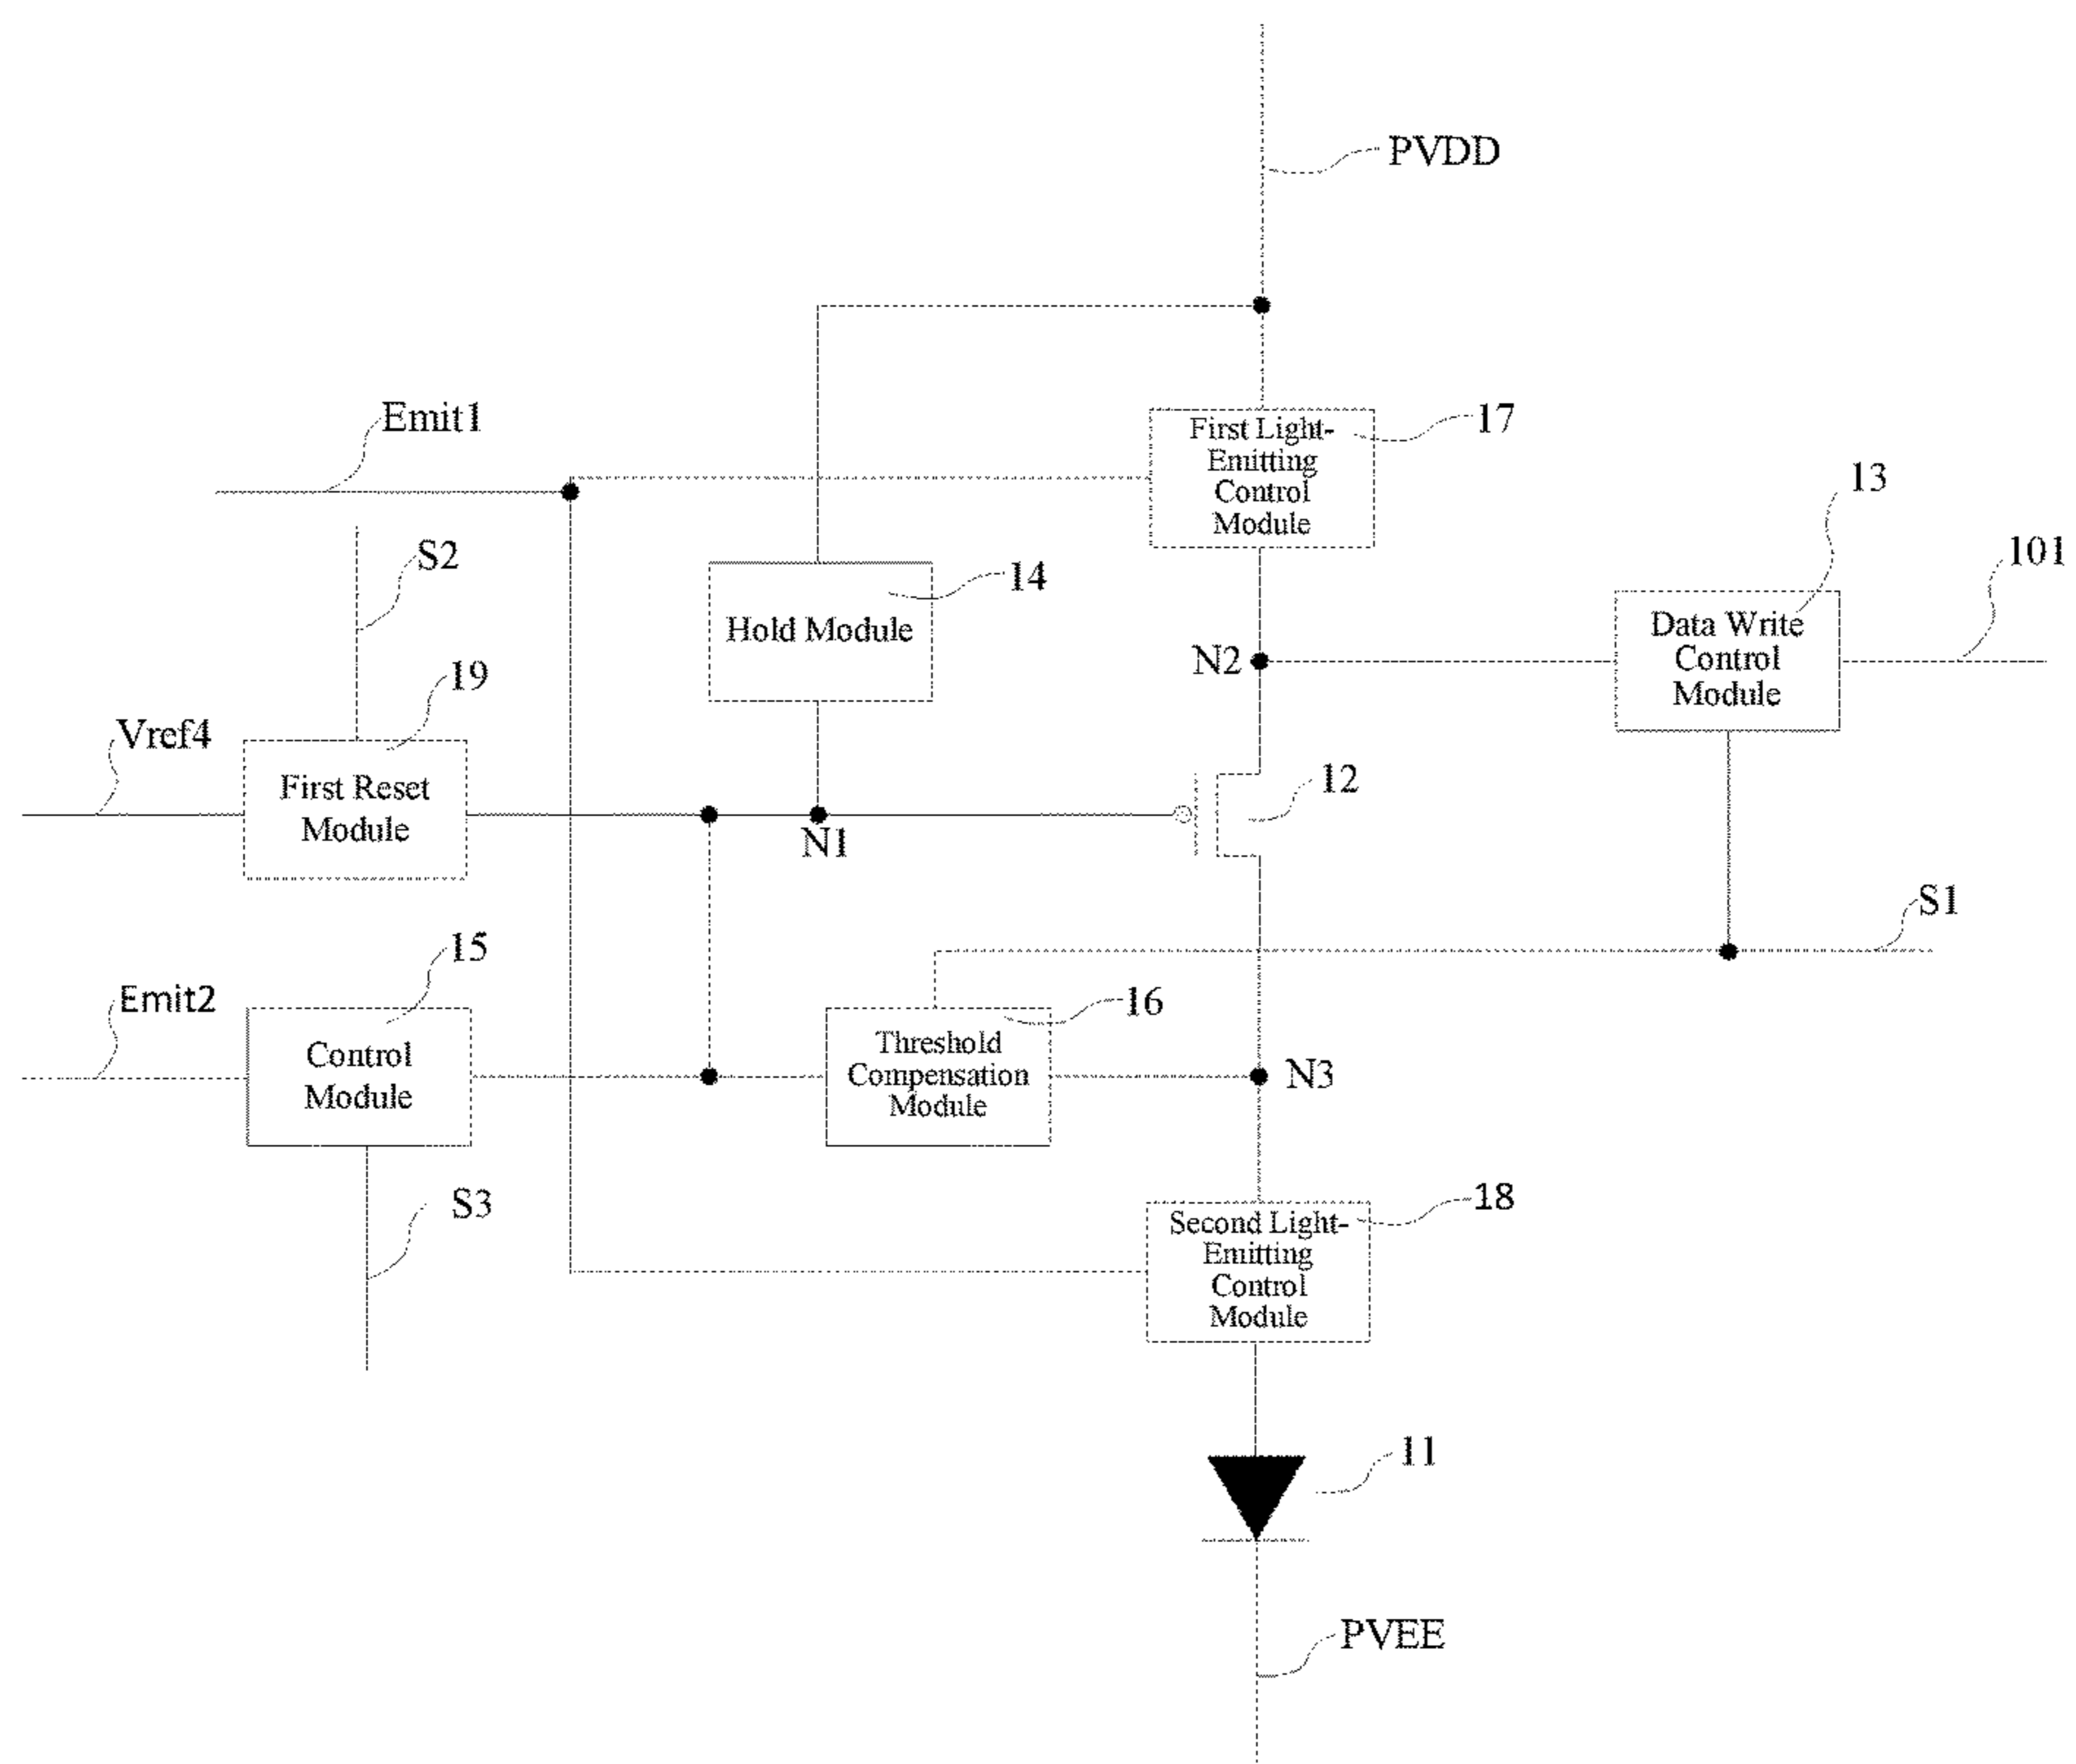 PVDD
Emit1
First Light-
Emitting
Control
Module
17
13
S2
14
Hold Module
101
Data Write
Control
Module
N2
19
Vref4
First Reset
Module
12
N1
S1
15
Emit2
Control
Module
16
Threshold
Compensation
Module
N3
S3
18
Second Light-
Emitting
Control
Module
11
PVEE